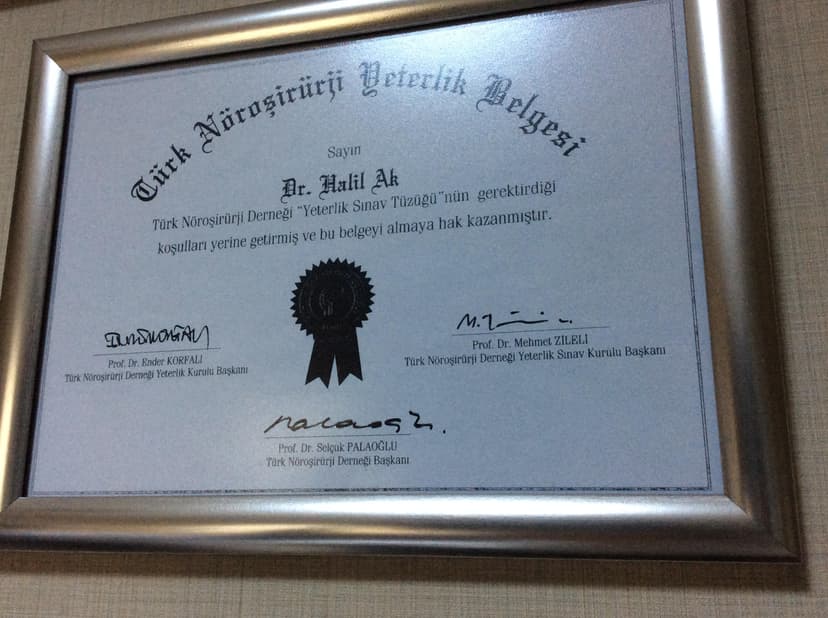 Türk Nöroşirürji Yeterlik Belgesi
Sayın
Dr. Halil Ak
Türk Nöroşirürji Derneği "Yeterlik Sınav Tüzüğü"nün gerektirdiği
koşulları yerine getirmiş ve bu belgeyi almaya hak kazanmıştır.
Prof. Dr. Ender KORFALI
Türk Nöroşirürji Derneği Yeterlik Kurulu Başkanı
Prof. Dr. Mehmet ZİLELİ
Türk Nöroşirürji Derneği Yeterlik Sınav Kurulu Başkanı
Prof. Dr. Selçuk PALAOĞLU
Türk Nöroşirürji Derneği Başkanı